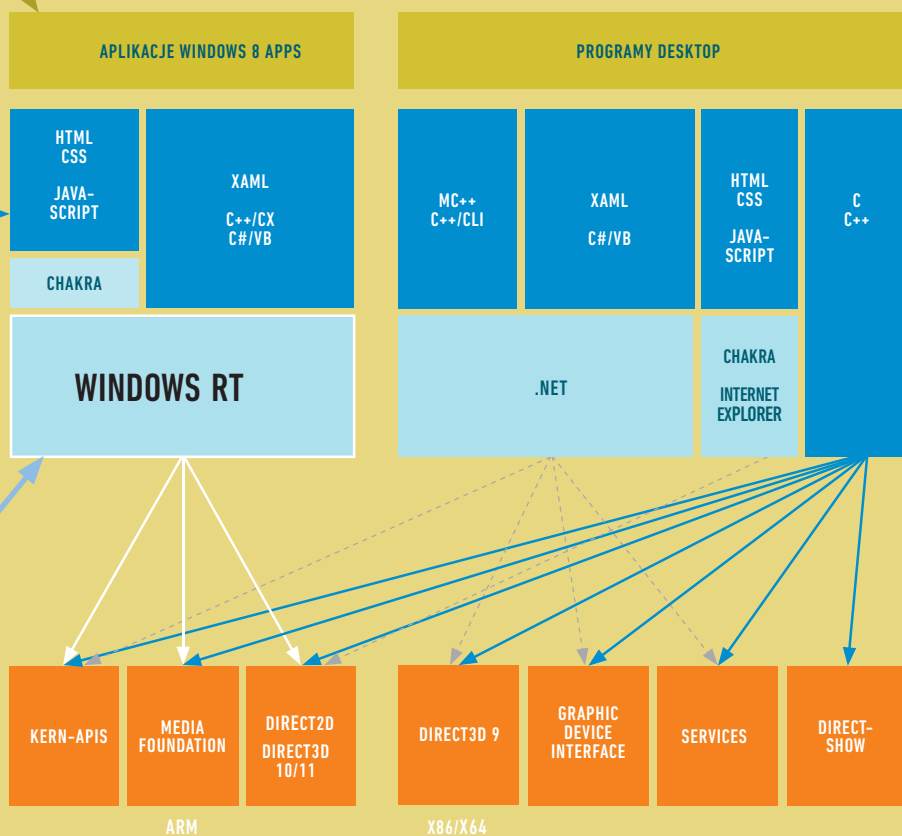 APLIKACJE WINDOWS 8 APPS
PROGRAMY DESKTOP
HTML
CSS
JAVA-
SCRIPT
XAML
C++/CX
C#/VB
MC++
C++/CLI
XAML
C#/VB
HTML
CSS
JAVA-
SCRIPT
C
C++
CHAKRA
WINDOWS RT
.NET
CHAKRA
INTERNET
EXPLORER
KERN-APIS
MEDIA
FOUNDATION
DIRECT2D
DIRECT3D
10/11
DIRECT3D 9
GRAPHIC
DEVICE
INTERFACE
SERVICES
DIRECT-
SHOW
ARM
X86/X64